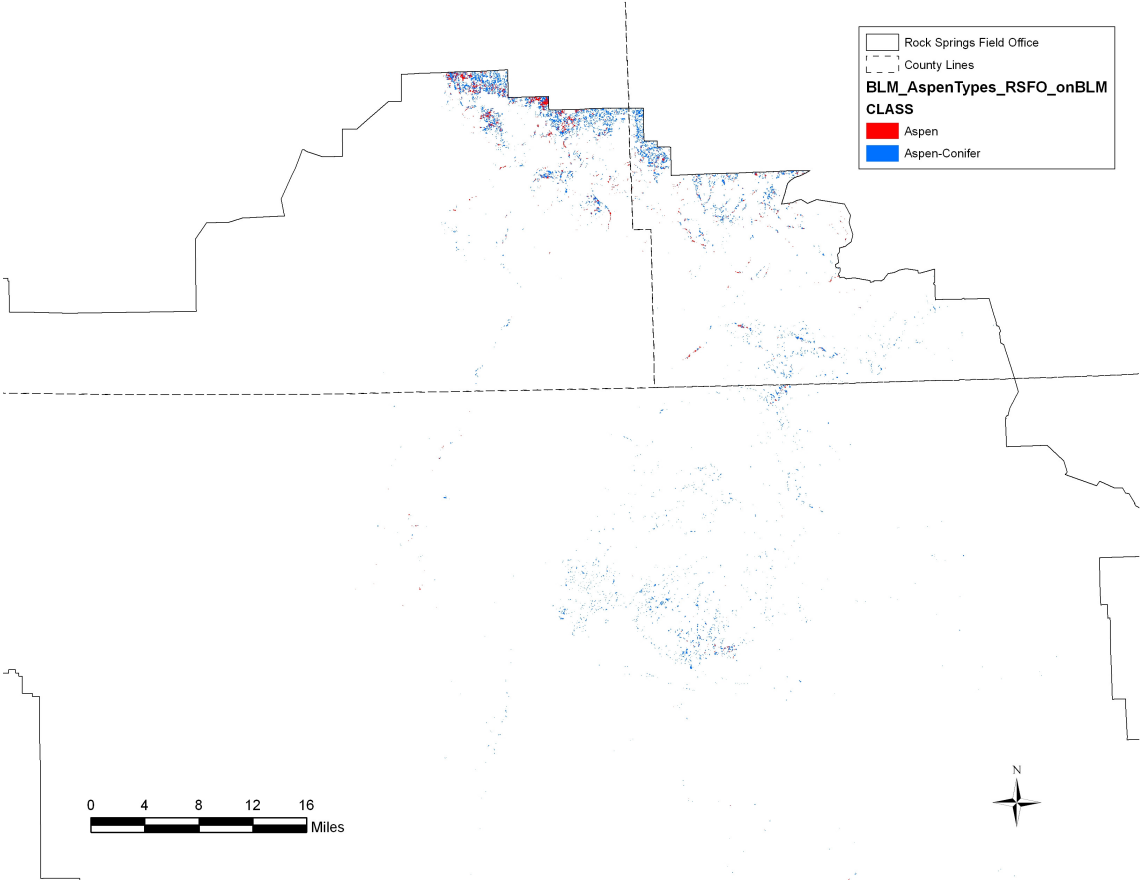 Rock Springs Field Office
County Lines
BLM_AspenTypes_RSFO_onBLM
CLASS
Aspen
Aspen-Conifer
N
0 4 8 12 16
Miles